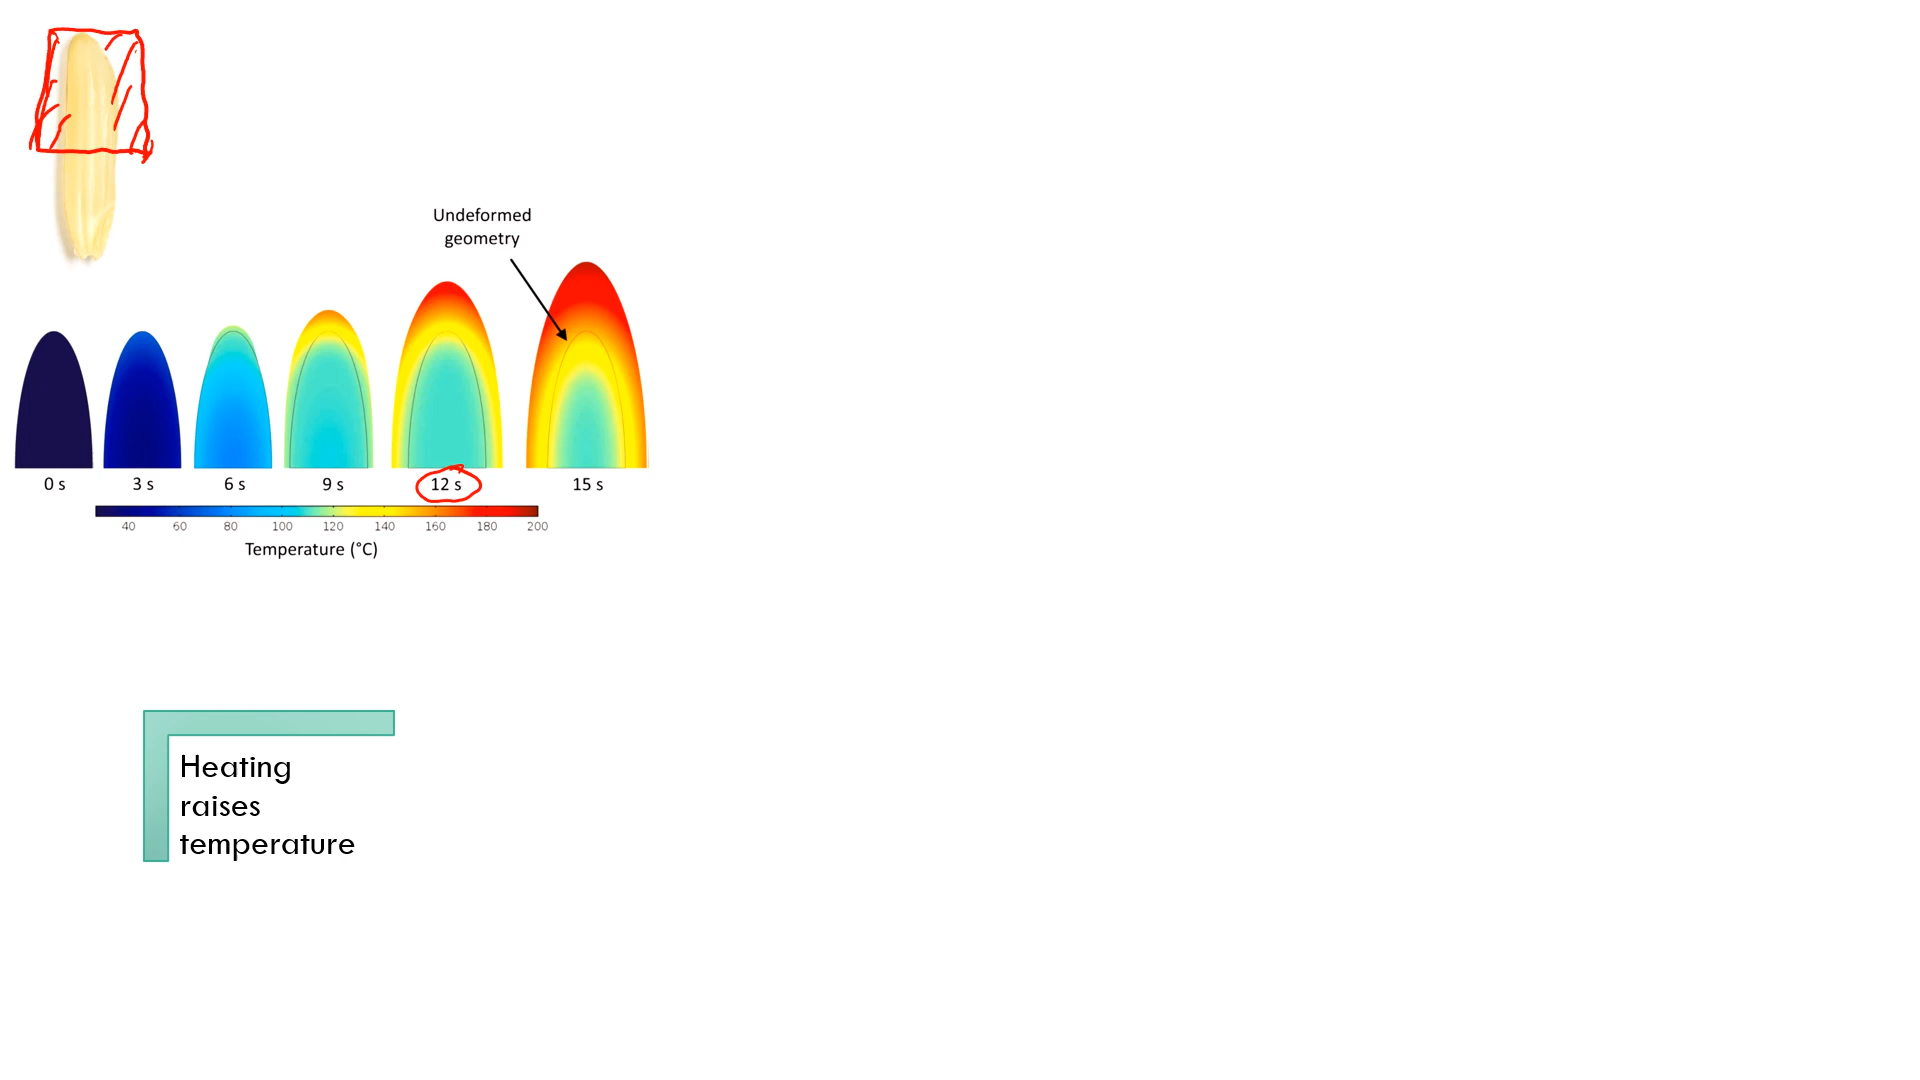 Undeformed
geometry
0 s 3 s 6 s 9 s 12 s 15 s
40 60 80 100 120 140 160 180 200
Temperature (°C)
Heating
raises
temperature